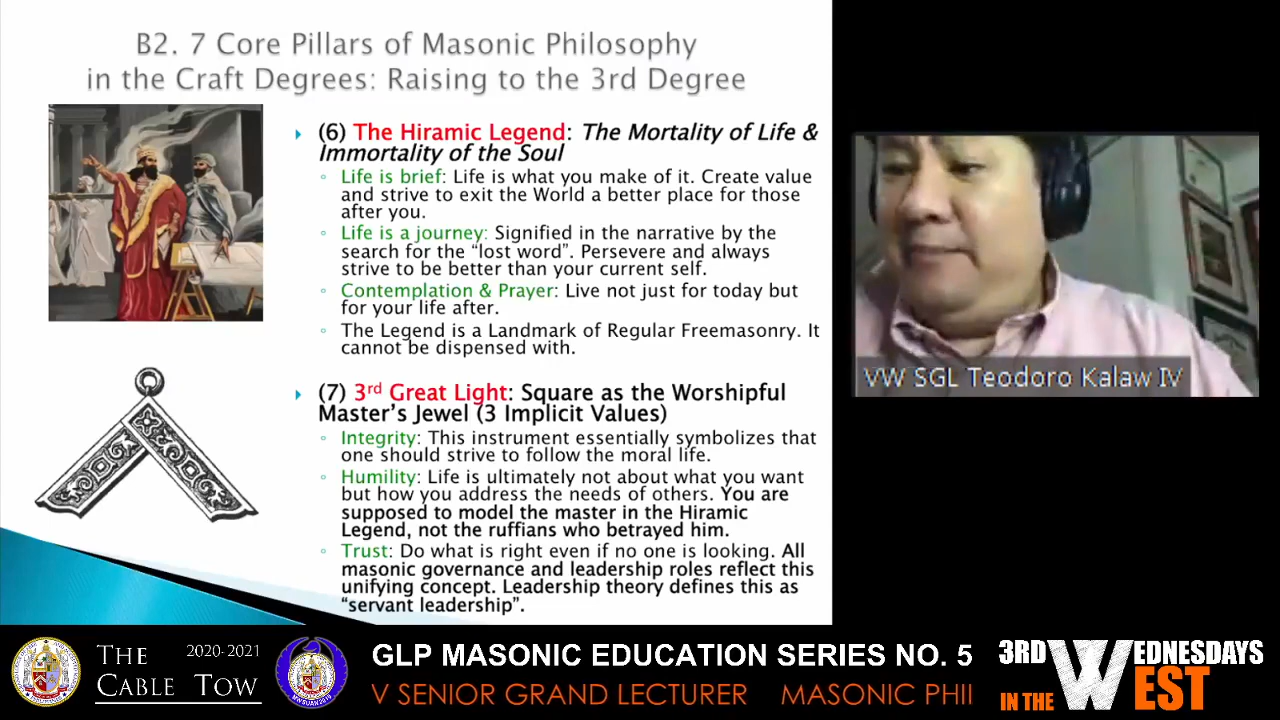 B2. 7 Core Pillars of Masonic Philosophy
in the Craft Degrees: Raising to the 3rd Degree
(6) The Hiramic Legend: The Mortality of Life &
Immortality of the Soul
Life is brief: Life is what you make of it. Create value
and strive to exit the World a better place for those
after you.
Life is a journey: Signified in the narrative by the
search for the “lost word”. Persevere and always
strive to be better than your current self.
Contemplation & Prayer: Live not just for today but
for your life after.
The Legend is a Landmark of Regular Freemasonry. It
cannot be dispensed with.
(7) 3rd Great Light: Square as the Worshipful
Master’s Jewel (3 Implicit Values)
Integrity: This instrument essentially symbolizes that
one should strive to follow the moral life.
Humility: Life is ultimately not about what you want
but how you address the needs of others. You are
supposed to model the master in the Hiramic
Legend, not the ruffians who betrayed him.
Trust: Do what is right even if no one is looking. All
masonic governance and leadership roles reflect this
unifying concept. Leadership theory defines this as
“servant leadership”.
VW SGL Teodoro Kalaw IV
THE 2020-2021
CABLE TOW
GLP MASONIC EDUCATION SERIES NO. 5
V SENIOR GRAND LECTURER MASONIC PHII
3RD WEDNESDAYS
IN THE WEST